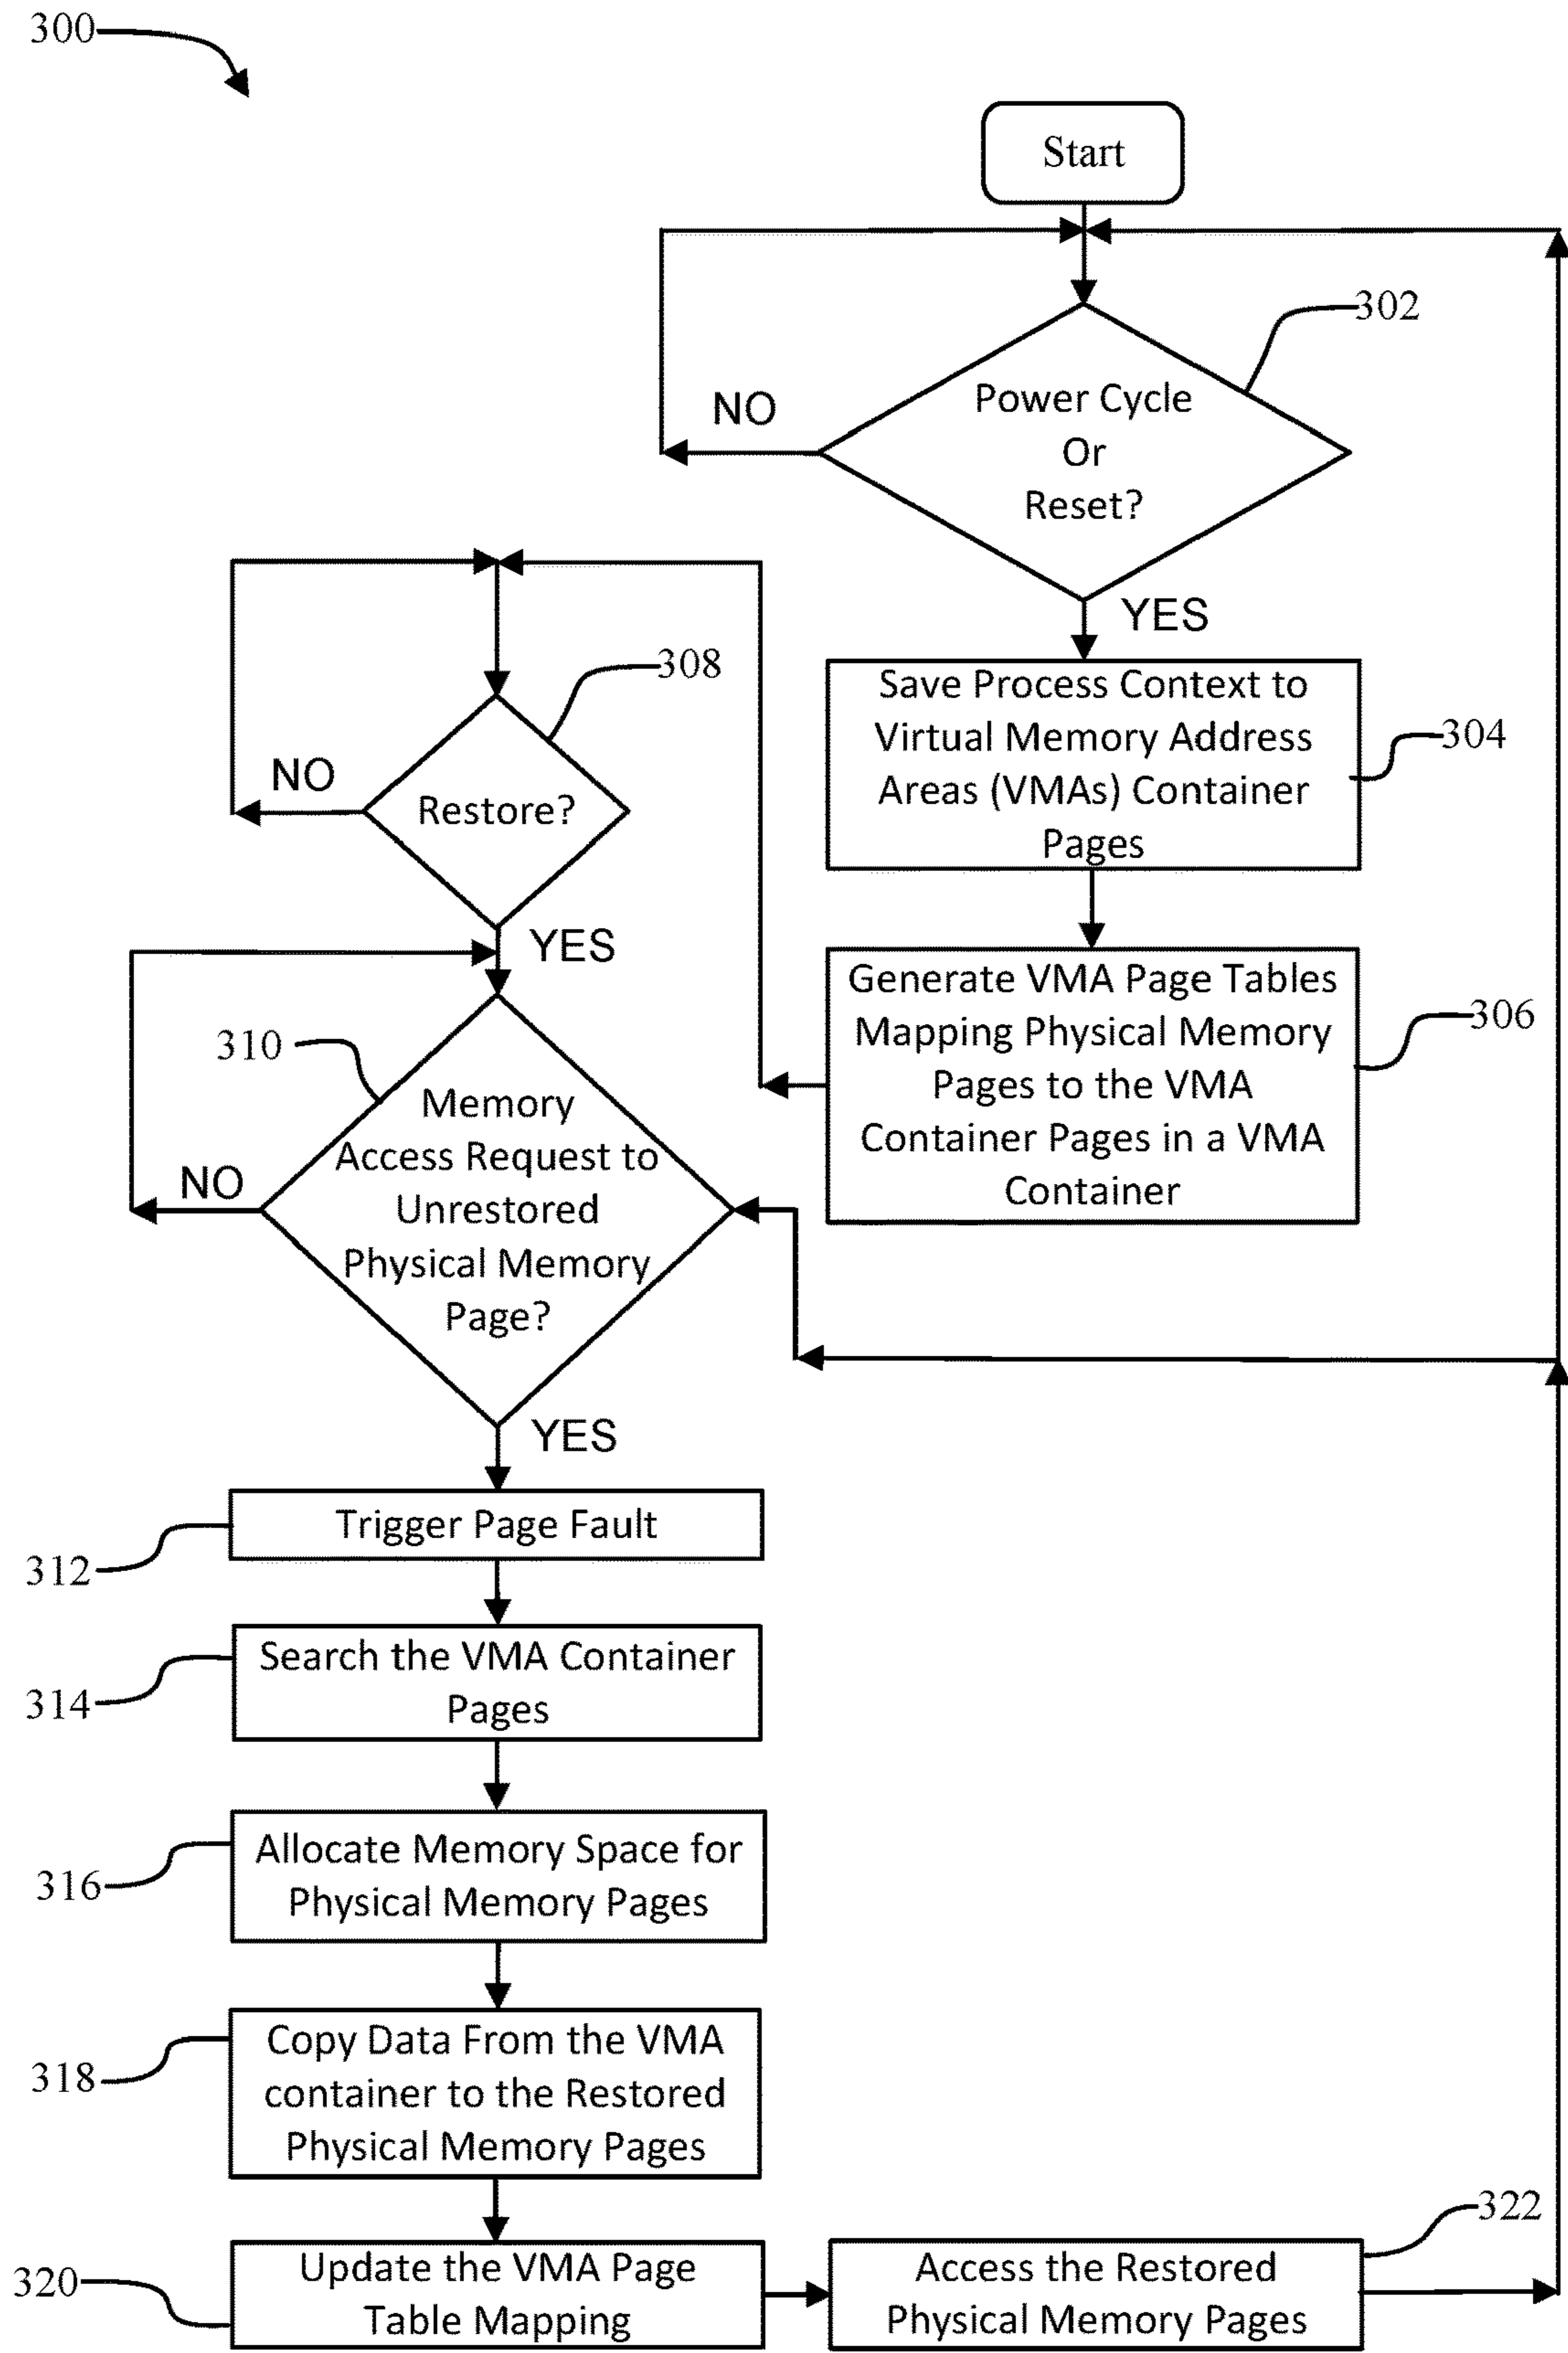 300
Start
302
Power Cycle
Or
Reset?
NO
YES
Save Process Context to
Virtual Memory Address
Areas (VMAs) Container
Pages
304
Generate VMA Page Tables
Mapping Physical Memory
Pages to the VMA
Container Pages in a VMA
Container
306
308
Restore?
NO
YES
310
Memory
Access Request to
Unrestored
Physical Memory
Page?
NO
YES
Trigger Page Fault
312
Search the VMA Container
Pages
314
Allocate Memory Space for
Physical Memory Pages
316
Copy Data From the VMA
container to the Restored
Physical Memory Pages
318
Update the VMA Page
Table Mapping
320
Access the Restored
Physical Memory Pages
322